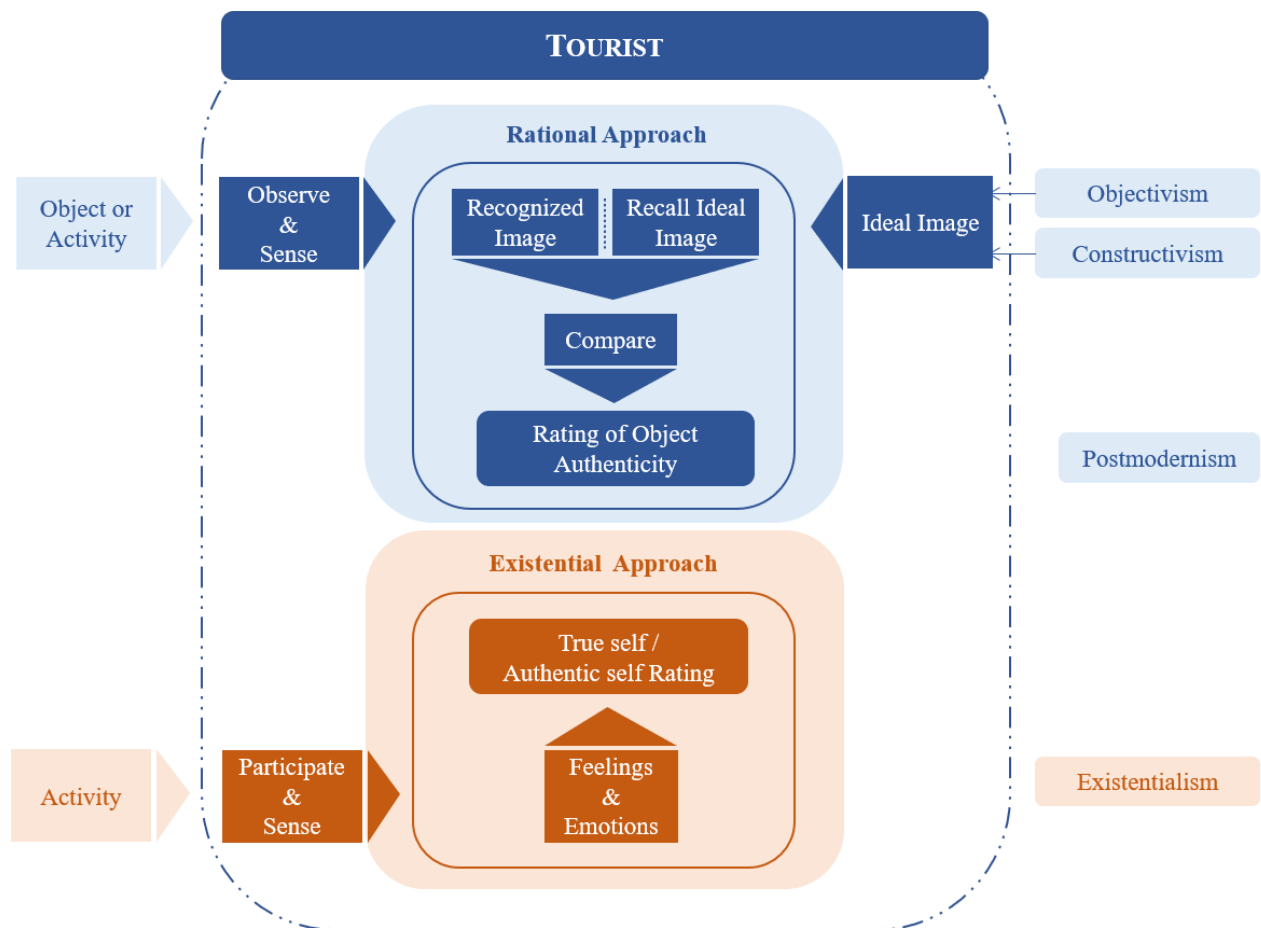 TOURIST
Rational Approach
Object or
Activity
Observe
&
Sense
Recognized
Image
Recall Ideal
Image
Ideal Image
Objectivism
Constructivism
Compare
Rating of Object
Authenticity
Postmodernism
Existential Approach
True self /
Authentic self Rating
Activity
Participate
&
Sense
Feelings
&
Emotions
Existentialism